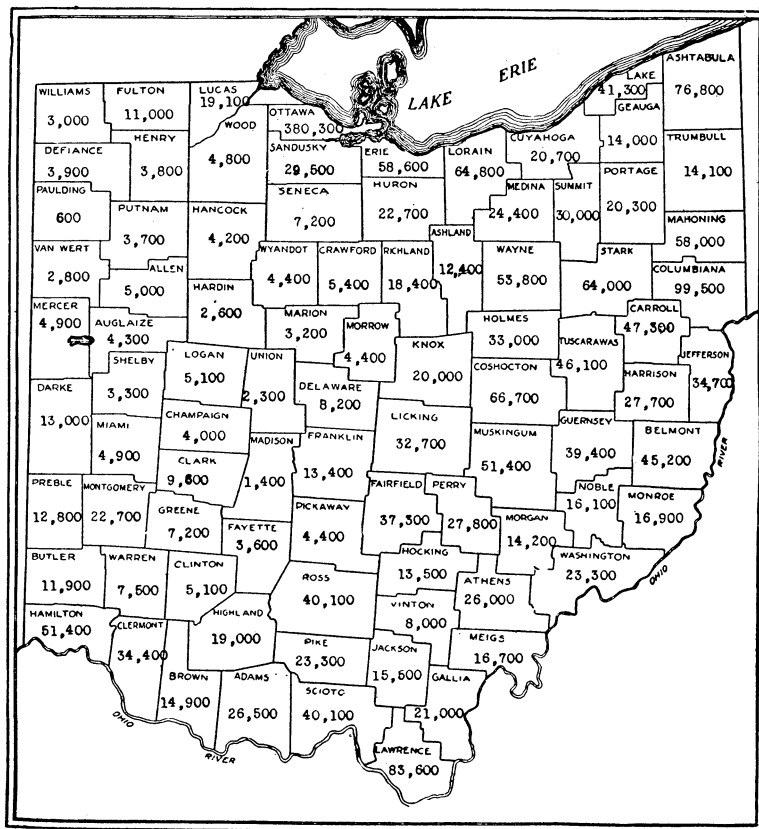 LAKE ERIE
WILLIAMS
3,000
FULTON
11,000
LUCAS
19,100
OTTAWA
380,300
LAKE
41,300
ASHTABULA
76,800
GEAUGA
14,000
HENRY
3,800
WOOD
4,800
SANDUSKY
29,500
ERIE
58,600
LORAIN
64,800
CUYAHOGA
20,700
TRUMBULL
14,100
DEFIANCE
3,900
PAULDING
600
PUTNAM
3,700
HANCOCK
4,200
SENECA
7,200
HURON
22,700
MEDINA
24,400
SUMMIT
30,000
PORTAGE
20,300
MAHONING
58,000
VAN WERT
2,800
ALLEN
5,000
HARDIN
2,600
WYANDOT
4,400
CRAWFORD
5,400
RICHLAND
18,400
ASHLAND
12,400
WAYNE
53,800
STARK
64,000
COLUMBIANA
99,500
MERCER
4,900
AUGLAIZE
4,300
MARION
3,200
MORROW
4,400
KNOX
20,000
HOLMES
33,000
TUSCARAWAS
46,100
CARROLL
47,300
JEFFERSON
34,700
SHELBY
3,300
LOGAN
5,100
UNION
2,300
DELAWARE
8,200
COSHOCTON
66,700
HARRISON
27,700
DARKE
13,000
MIAMI
4,900
CHAMPAIGN
4,000
CLARK
9,600
MADISON
1,400
FRANKLIN
13,400
LICKING
32,700
MUSKINGUM
51,400
GUERNSEY
39,400
BELMONT
45,200
PREBLE
12,800
MONTGOMERY
22,700
GREENE
7,200
FAYETTE
3,600
PICKAWAY
4,400
FAIRFIELD
37,300
PERRY
27,800
MORGAN
14,200
NOBLE
16,100
MONROE
16,900
BUTLER
11,900
WARREN
7,500
CLINTON
5,100
ROSS
40,100
HOCKING
13,500
ATHENS
26,000
WASHINGTON
23,300
HAMILTON
51,400
CLERMONT
34,400
HIGHLAND
19,000
PIKE
23,300
VINTON
8,000
JACKSON
15,500
MEIGS
16,700
BROWN
14,900
ADAMS
26,500
SCIOTO
40,100
GALLIA
21,000
LAWRENCE
83,600
OHIO RIVER
OHIO RIVER